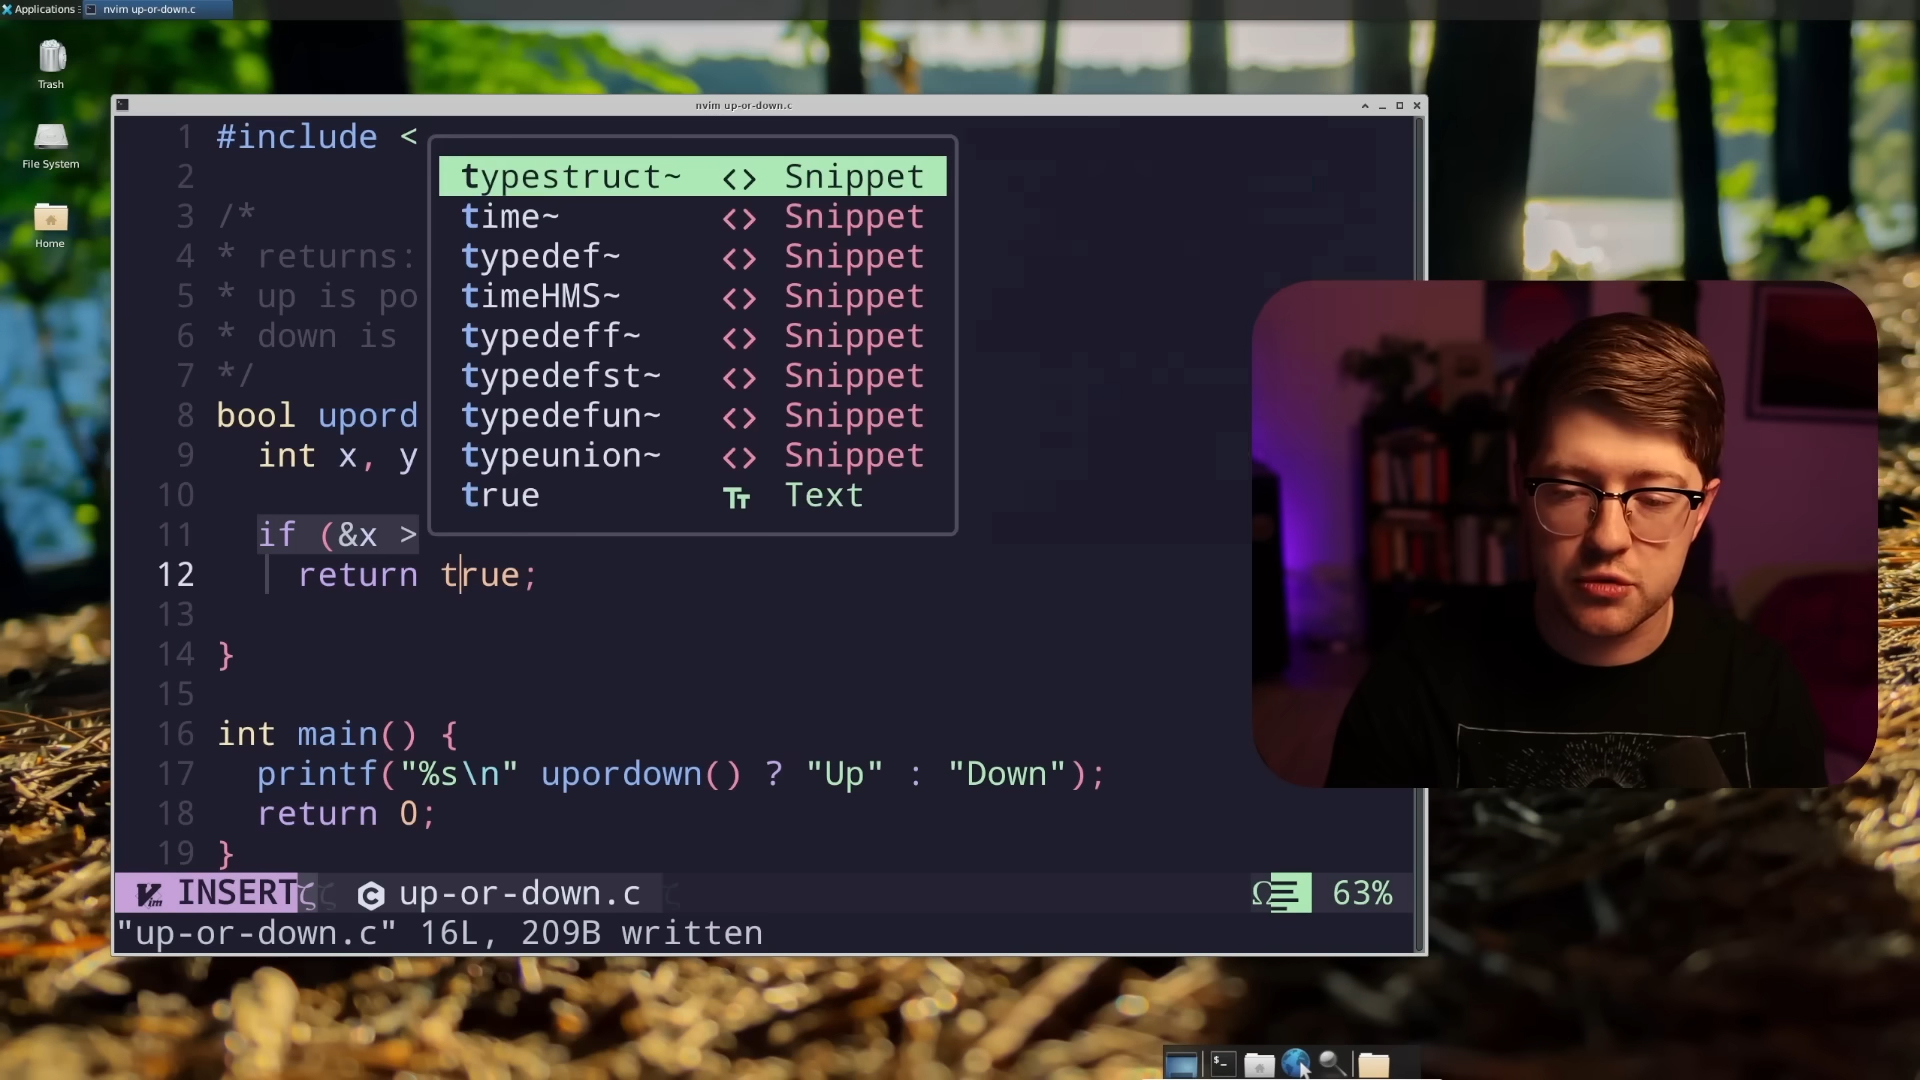 Applications
nvim up-or-down.c
Trash
File System
Home
nvim up-or-down.c
1 #include <
2
3 /*
4 * returns:
5 * up is po
6 * down is
7 */
8 bool upord
9 int x, y
10
11 if (&x >
12 return true;
13
14 }
15
16 int main() {
17 printf("%s\n" upordown() ? "Up" : "Down");
18 return 0;
19 }
typestruct~ <> Snippet
time~ <> Snippet
typedef~ <> Snippet
timeHMS~ <> Snippet
typedeff~ <> Snippet
typedefst~ <> Snippet
typedefun~ <> Snippet
typeunion~ <> Snippet
true TT Text
INSERT up-or-down.c 63%
"up-or-down.c" 16L, 209B written